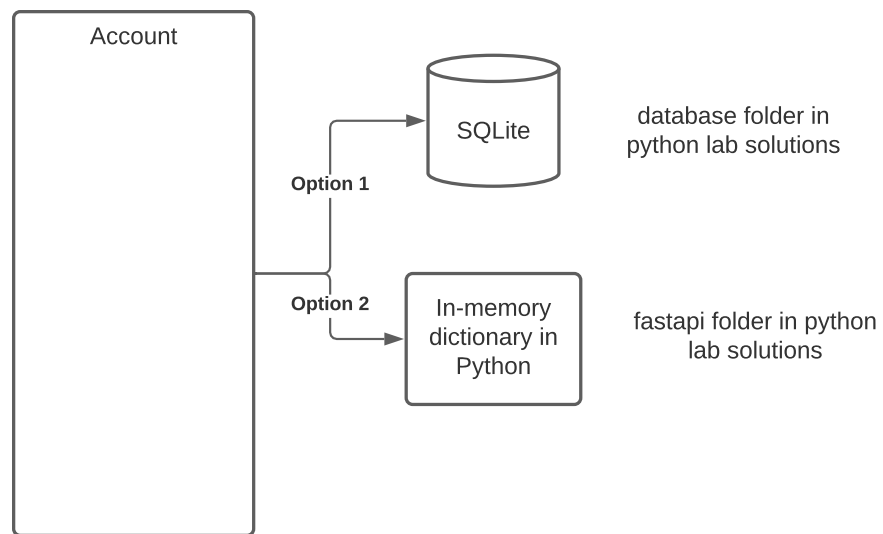 Account
Option 1
SQLite
database folder in
python lab solutions
Option 2
In-memory
dictionary in
Python
fastapi folder in python
lab solutions